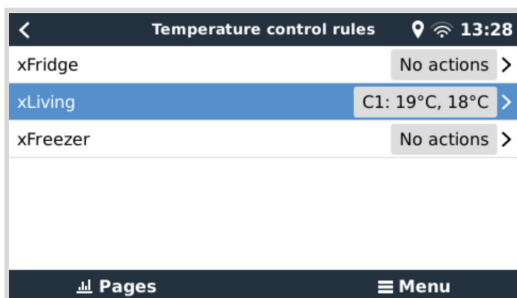 Temperature control rules 13:28
xFridge No actions
xLiving C1: 19°C, 18°C
xFreezer No actions
Pages Menu